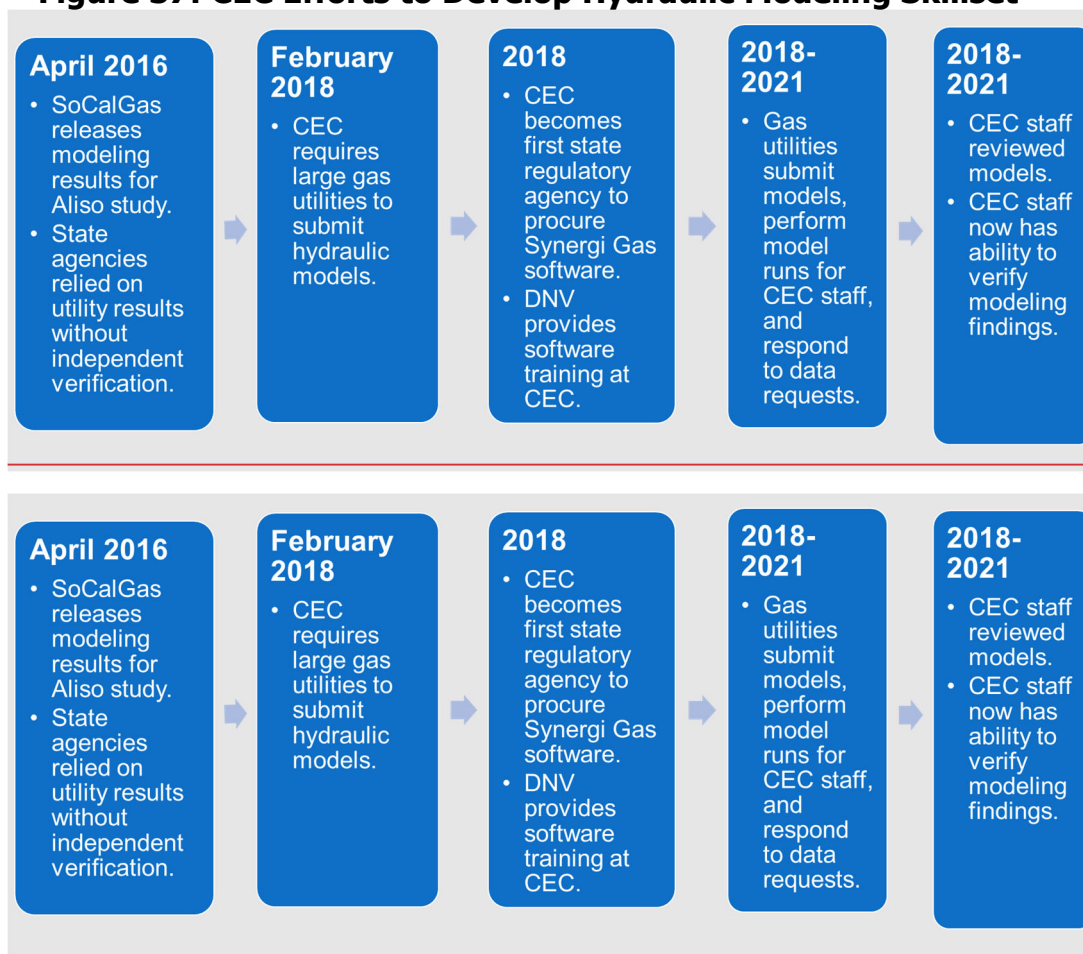 Figure CEC Efforts to Develop Hydraulic Modeling Skillset
April 2016
• SoCalGas
releases
modeling
results for
Aliso study.
• State
agencies
relied on
utility results
without
independent
verification.
February
2018
• CEC
requires
large gas
utilities to
submit
hydraulic
models.
2018
• CEC
becomes
first state
regulatory
agency to
procure
Synergi Gas
software.
• DNV
provides
software
training at
CEC.
2018-
2021
• Gas
utilities
submit
models,
perform
model
runs for
CEC staff,
and
respond
to data
requests.
2018-
2021
• CEC staff
reviewed
models.
• CEC staff
now has
ability to
verify
modeling
findings.
April 2016
• SoCalGas
releases
modeling
results for
Aliso study.
• State
agencies
relied on
utility results
without
independent
verification.
February
2018
• CEC
requires
large gas
utilities to
submit
hydraulic
models.
2018
• CEC
becomes
first state
regulatory
agency to
procure
Synergi Gas
software.
• DNV
provides
software
training at
CEC.
2018-
2021
• Gas
utilities
submit
models,
perform
model
runs for
CEC staff,
and
respond
to data
requests.
2018-
2021
• CEC staff
reviewed
models.
• CEC staff
now has
ability to
verify
modeling
findings.